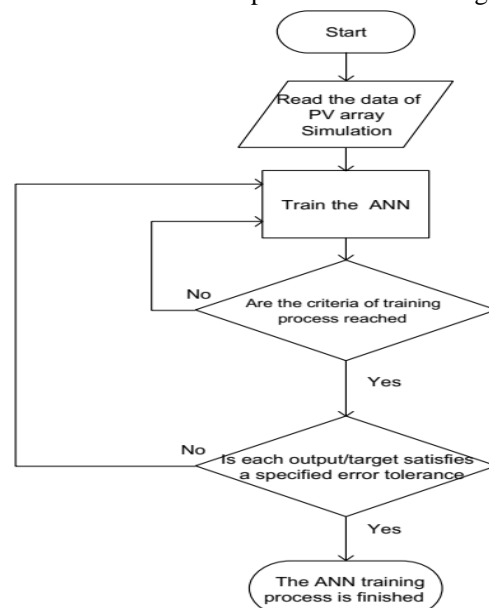 Start
Read the data of
PV array
Simulation
Train the ANN
No
Are the criteria of training
process reached
Yes
No
Is each output/target satisfies
a specified error tolerance
Yes
The ANN training
process is finished